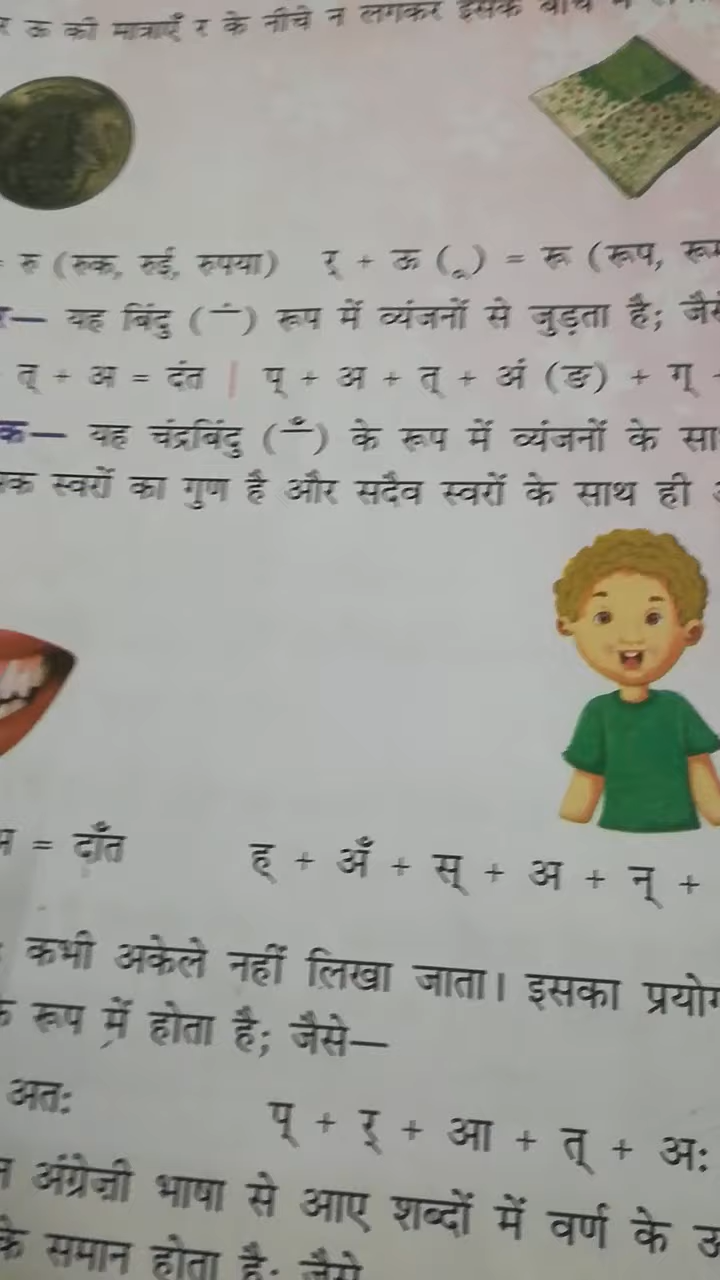 र ऊ की मात्राएँ र के नीचे न लगकर इसके बीच में
रु (रुक, रुई, रुपया) र् + ऊ (ू) = रू (रूप, रूम
यह बिंदु (ं) रूप में व्यंजनों से जुड़ता है; जैसे
त् + अ = दंत | प् + अ + त् + अं (ङ) + ग् +
क— यह चंद्रबिंदु (ँ) के रूप में व्यंजनों के सा
स्वरों का गुण है और सदैव स्वरों के साथ ही
= दाँत ह् + अँ + स् + अ + न् +
कभी अकेले नहीं लिखा जाता। इसका प्रयोग
के रूप में होता है; जैसे—
अतः प् + र् + आ + त् + अः
अंग्रेज़ी भाषा से आए शब्दों में वर्ण के
के समान होता है; जैसे